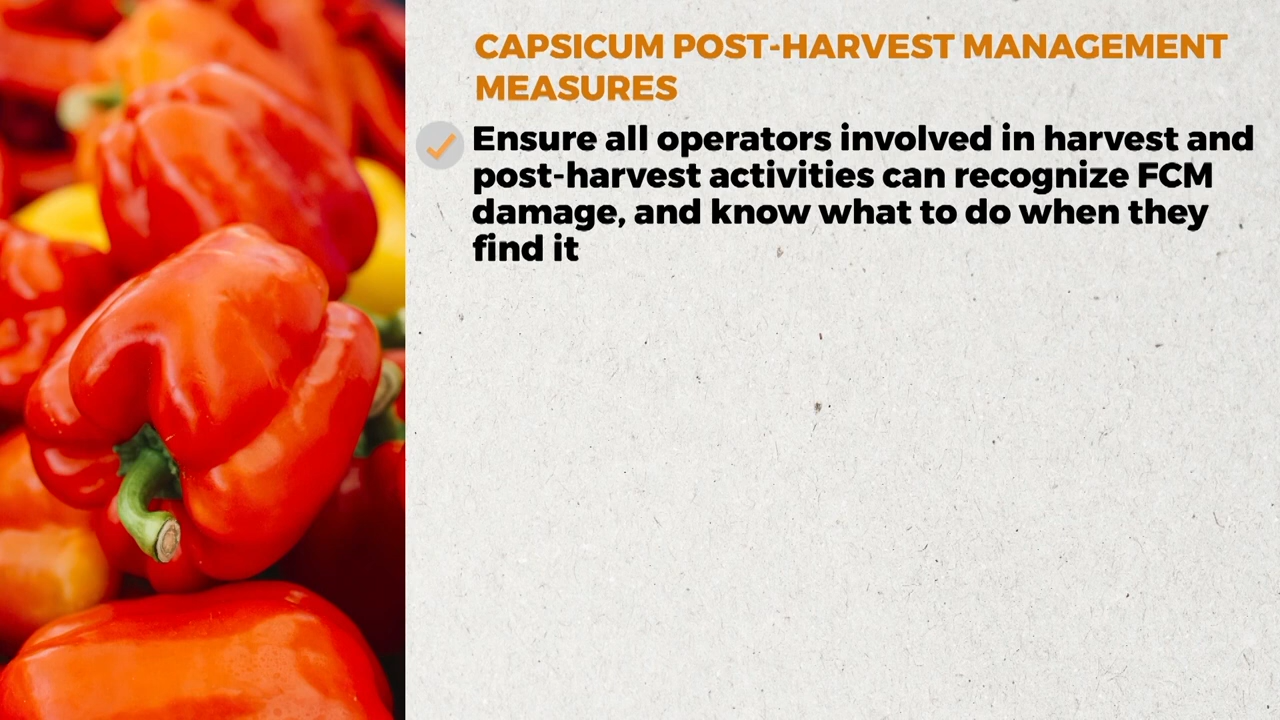 CAPSICUM POST-HARVEST MANAGEMENT
MEASURES
Ensure all operators involved in harvest and
post-harvest activities can recognize FCM
damage, and know what to do when they
find it